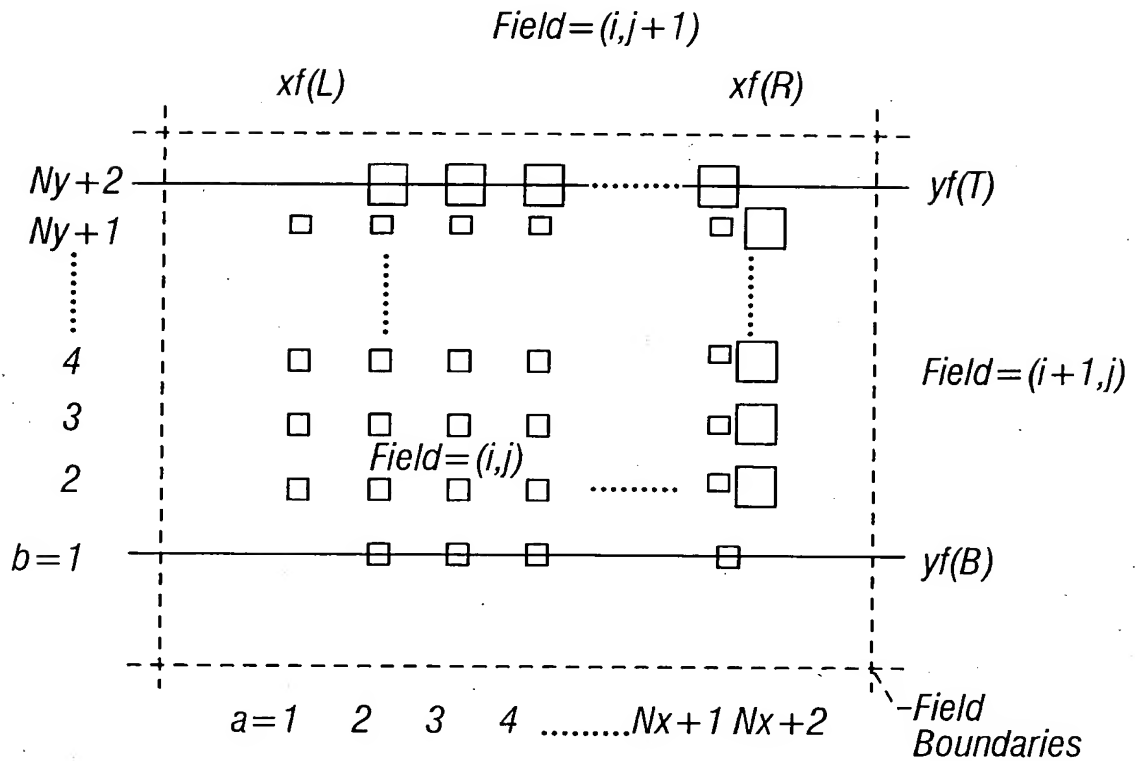 Field=(i,j+1)
xf(L) xf(R)
Ny+2 yf(T)
Ny+1
4
Field=(i+1,j)
3
Field=(i,j)
2
b=1 yf(B)
a=1 2 3 4 .........Nx+1 Nx+2
Field
Boundaries